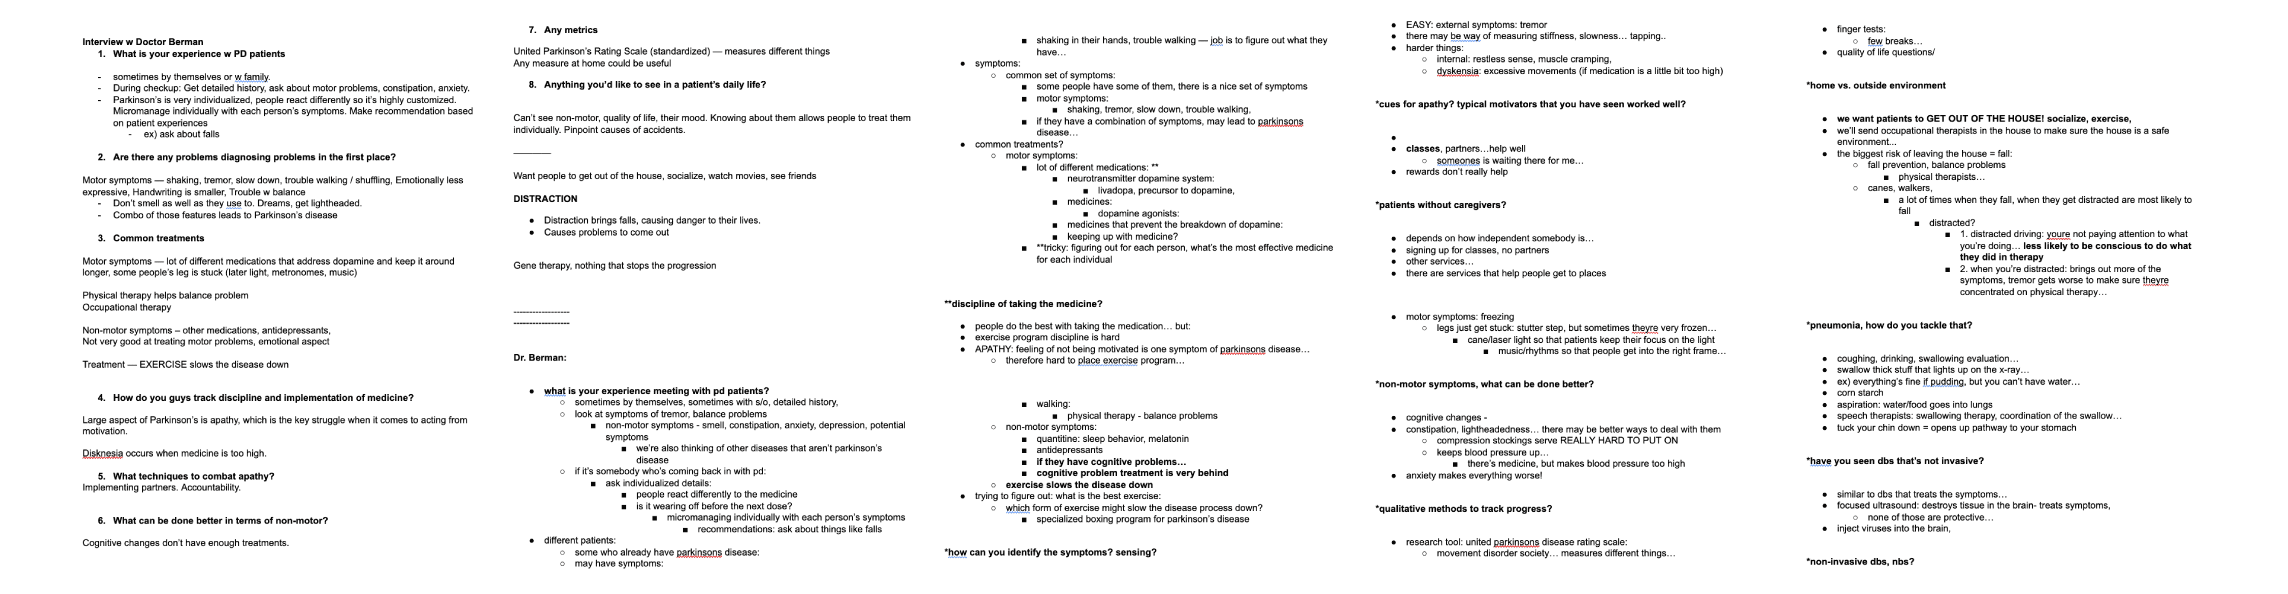 Interview w Doctor Berman
1. What is your experience w PD patients
- sometimes by themselves or w family.
- During checkup: Get detailed history, ask about motor problems, constipation, anxiety.
- Parkinson's is very individualized, people react differently so it's highly customized.
Micromanage individually with each person's symptoms. Make recommendation based
on patient experiences
- ex) ask about falls
2. Are there any problems diagnosing problems in the first place?
Motor symptoms — shaking, tremor, slow down, trouble walking / shuffling, Emotionally less
expressive, Handwriting is smaller, Trouble w balance
- Don't smell as well as they use to. Dreams, get lightheaded.
- Combo of those features leads to Parkinson's disease
3. Common treatments
Motor symptoms — lot of different medications that address dopamine and keep it around
longer, some people's leg is stuck (later light, metronomes, music)
Physical therapy helps balance problem
Occupational therapy
Non-motor symptoms – other medications, antidepressants,
Not very good at treating motor problems, emotional aspect
Treatment — EXERCISE slows the disease down
4. How do you guys track discipline and implementation of medicine?
Large aspect of Parkinson's is apathy, which is the key struggle when it comes to acting from
motivation.
Disknesia occurs when medicine is too high.
5. What techniques to combat apathy?
Implementing partners. Accountability.
6. What can be done better in terms of non-motor?
Cognitive changes don't have enough treatments.
7. Any metrics
United Parkinson's Rating Scale (standardized) — measures different things
Any measure at home could be useful
8. Anything you'd like to see in a patient's daily life?
Can't see non-motor, quality of life, their mood. Knowing about them allows people to treat them
individually. Pinpoint causes of accidents.
________
Want people to get out of the house, socialize, watch movies, see friends
DISTRACTION
● Distraction brings falls, causing danger to their lives.
● Causes problems to come out
Gene therapy, nothing that stops the progression
------------------
------------------
Dr. Berman:
● what is your experience meeting with pd patients?
○ sometimes by themselves, sometimes with s/o, detailed history,
○ look at symptoms of tremor, balance problems
■ non-motor symptoms - smell, constipation, anxiety, depression, potential
symptoms
■ we're also thinking of other diseases that aren't parkinson's
disease
○ if it's somebody who's coming back in with pd:
■ ask individualized details:
■ people react differently to the medicine
■ is it wearing off before the next dose?
■ micromanaging individually with each person's symptoms
■ recommendations: ask about things like falls
● different patients:
○ some who already have parkinsons disease:
○ may have symptoms:
■ shaking in their hands, trouble walking — job is to figure out what they
have…
● symptoms:
○ common set of symptoms:
■ some people have some of them, there is a nice set of symptoms
■ motor symptoms:
■ shaking, tremor, slow down, trouble walking,
■ if they have a combination of symptoms, may lead to parkinsons
disease…
● common treatments?
○ motor symptoms:
■ lot of different medications: **
■ neurotransmitter dopamine system:
■ livadopa, precursor to dopamine,
■ medicines:
■ dopamine agonists:
■ medicines that prevent the breakdown of dopamine:
■ keeping up with medicine?
■ **tricky: figuring out for each person, what's the most effective medicine
for each individual
**discipline of taking the medicine?
● people do the best with taking the medication… but:
● exercise program discipline is hard
● APATHY: feeling of not being motivated is one symptom of parkinsons disease…
○ therefore hard to place exercise program…
■ walking:
■ physical therapy - balance problems
○ non-motor symptoms:
■ quantitine: sleep behavior, melatonin
■ antidepressants
■ if they have cognitive problems…
■ cognitive problem treatment is very behind
○ exercise slows the disease down
● trying to figure out: what is the best exercise:
○ which form of exercise might slow the disease process down?
■ specialized boxing program for parkinson's disease
*how can you identify the symptoms? sensing?
● EASY: external symptoms: tremor
● there may be way of measuring stiffness, slowness… tapping..
● harder things:
○ internal: restless sense, muscle cramping,
○ dyskensia: excessive movements (if medication is a little bit too high)
*cues for apathy? typical motivators that you have seen worked well?
●
● classes, partners…help well
○ someones is waiting there for me…
● rewards don't really help
*patients without caregivers?
● depends on how independent somebody is…
● signing up for classes, no partners
● other services…
● there are services that help people get to places
● motor symptoms: freezing
○ legs just get stuck: stutter step, but sometimes theyre very frozen…
■ cane/laser light so that patients keep their focus on the light
■ music/rhythms so that people get into the right frame…
*non-motor symptoms, what can be done better?
● cognitive changes -
● constipation, lightheadedness… there may be better ways to deal with them
○ compression stockings serve REALLY HARD TO PUT ON
○ keeps blood pressure up…
■ there's medicine, but makes blood pressure too high
● anxiety makes everything worse!
*qualitative methods to track progress?
● research tool: united parkinsons disease rating scale:
○ movement disorder society… measures different things…
● finger tests:
○ few breaks…
● quality of life questions/
*home vs. outside environment
● we want patients to GET OUT OF THE HOUSE! socialize, exercise,
● we'll send occupational therapists in the house to make sure the house is a safe
environment...
● the biggest risk of leaving the house = fall:
○ fall prevention, balance problems
■ physical therapists…
○ canes, walkers,
■ a lot of times when they fall, when they get distracted are most likely to
fall
■ distracted?
■ 1. distracted driving: youre not paying attention to what
you're doing… less likely to be conscious to do what
they did in therapy
■ 2. when you're distracted: brings out more of the
symptoms, tremor gets worse to make sure theyre
concentrated on physical therapy…
*pneumonia, how do you tackle that?
● coughing, drinking, swallowing evaluation…
● swallow thick stuff that lights up on the x-ray…
● ex) everything's fine if pudding, but you can't have water…
● corn starch
● aspiration: water/food goes into lungs
● speech therapists: swallowing therapy, coordination of the swallow…
● tuck your chin down = opens up pathway to your stomach
*have you seen dbs that's not invasive?
● similar to dbs that treats the symptoms…
● focused ultrasound: destroys tissue in the brain- treats symptoms,
○ none of those are protective…
● inject viruses into the brain,
*non-invasive dbs, nbs?